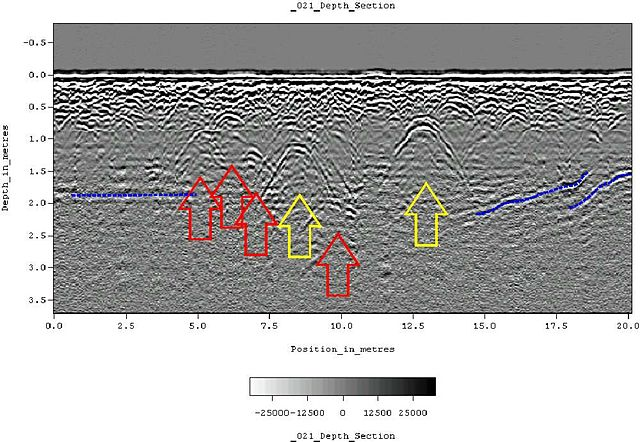 _021_Depth_Section
-0.5
0.0
0.5
1.0
1.5
2.0
2.5
3.0
3.5
Depth_in_metres
0.0 2.5 5.0 7.5 10.0 12.5 15.0 17.5 20.0
Position_in_metres
-25000 -12500 0 12500 25000
_021_Depth_Section